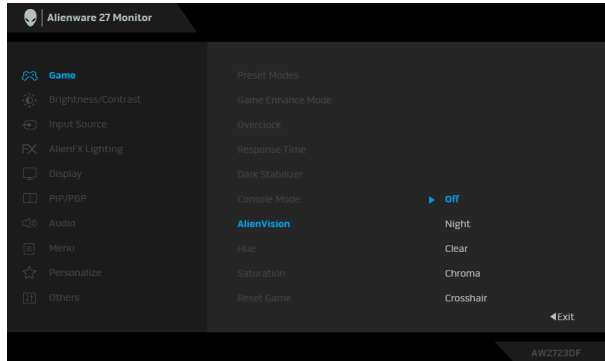 Alienware 27 Monitor
Game
Brightness/Contrast
Input Source
AlienFX Lighting
Display
PIP/PBP
Audio
Menu
Personalize
Others
Preset Modes
Game Enhance Mode
Overclock
Response Time
Dark Stabilizer
Console Mode
AlienVision
Hue
Saturation
Reset Game
Off
Night
Clear
Chroma
Crosshair
Exit
AW2723DF